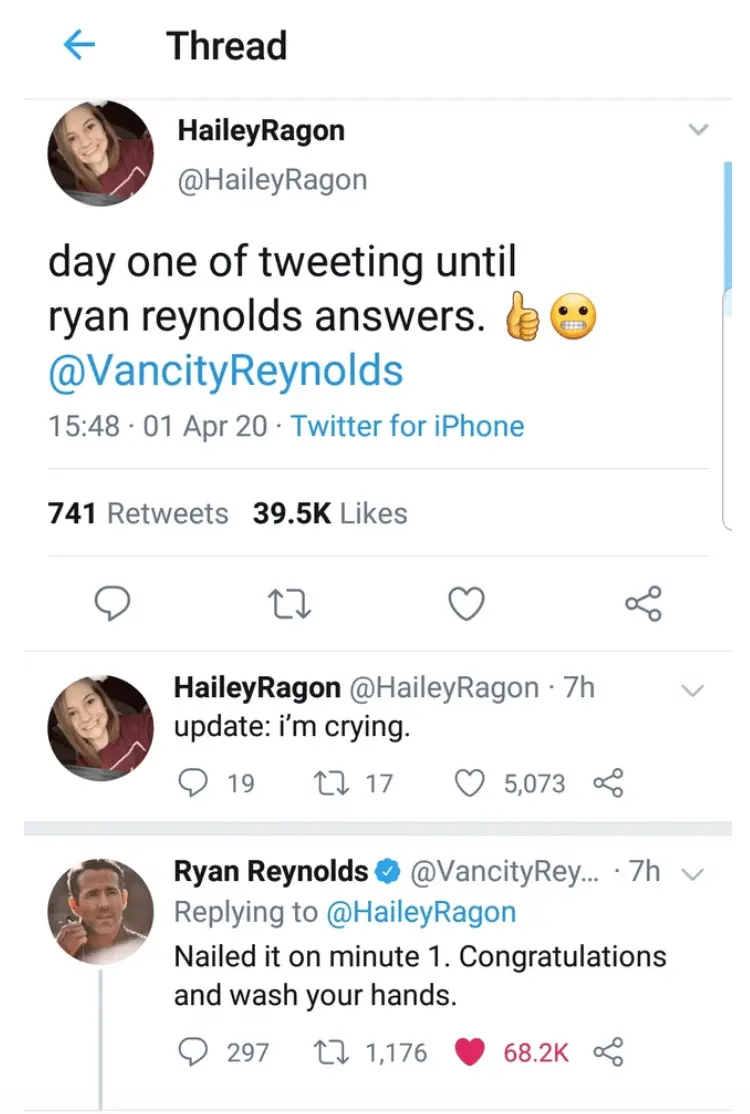 Thread
HaileyRagon
@HaileyRagon
day one of tweeting until
ryan reynolds answers. 👍😬
@VancityReynolds
15:48 · 01 Apr 20 · Twitter for iPhone
741 Retweets 39.5K Likes
HaileyRagon @HaileyRagon · 7h
update: i’m crying.
19 17 5,073
Ryan Reynolds @VancityRey... · 7h
Replying to @HaileyRagon
Nailed it on minute 1. Congratulations
and wash your hands.
297 1,176 68.2K